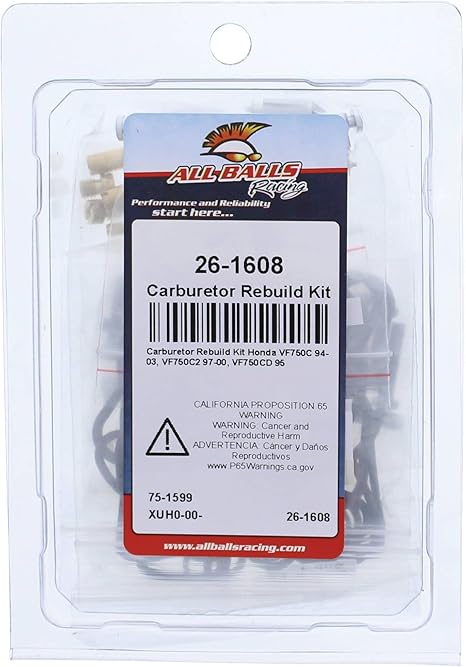 ALL BALLS
Racing
Performance and Reliability
start here...
26-1608
Carburetor Rebuild Kit
Carburetor Rebuild Kit Honda VF750C 94-
03, VF750C2 97-00, VF750CD 95
CALIFORNIA PROPOSITION 65
WARNING
WARNING: Cancer and
Reproductive Harm
ADVERTENCIA: Cáncer y Daños
Reproductivos
www.P65Warnings.ca.gov
75-1599
XUH0-00- 26-1608
www.allballsracing.com